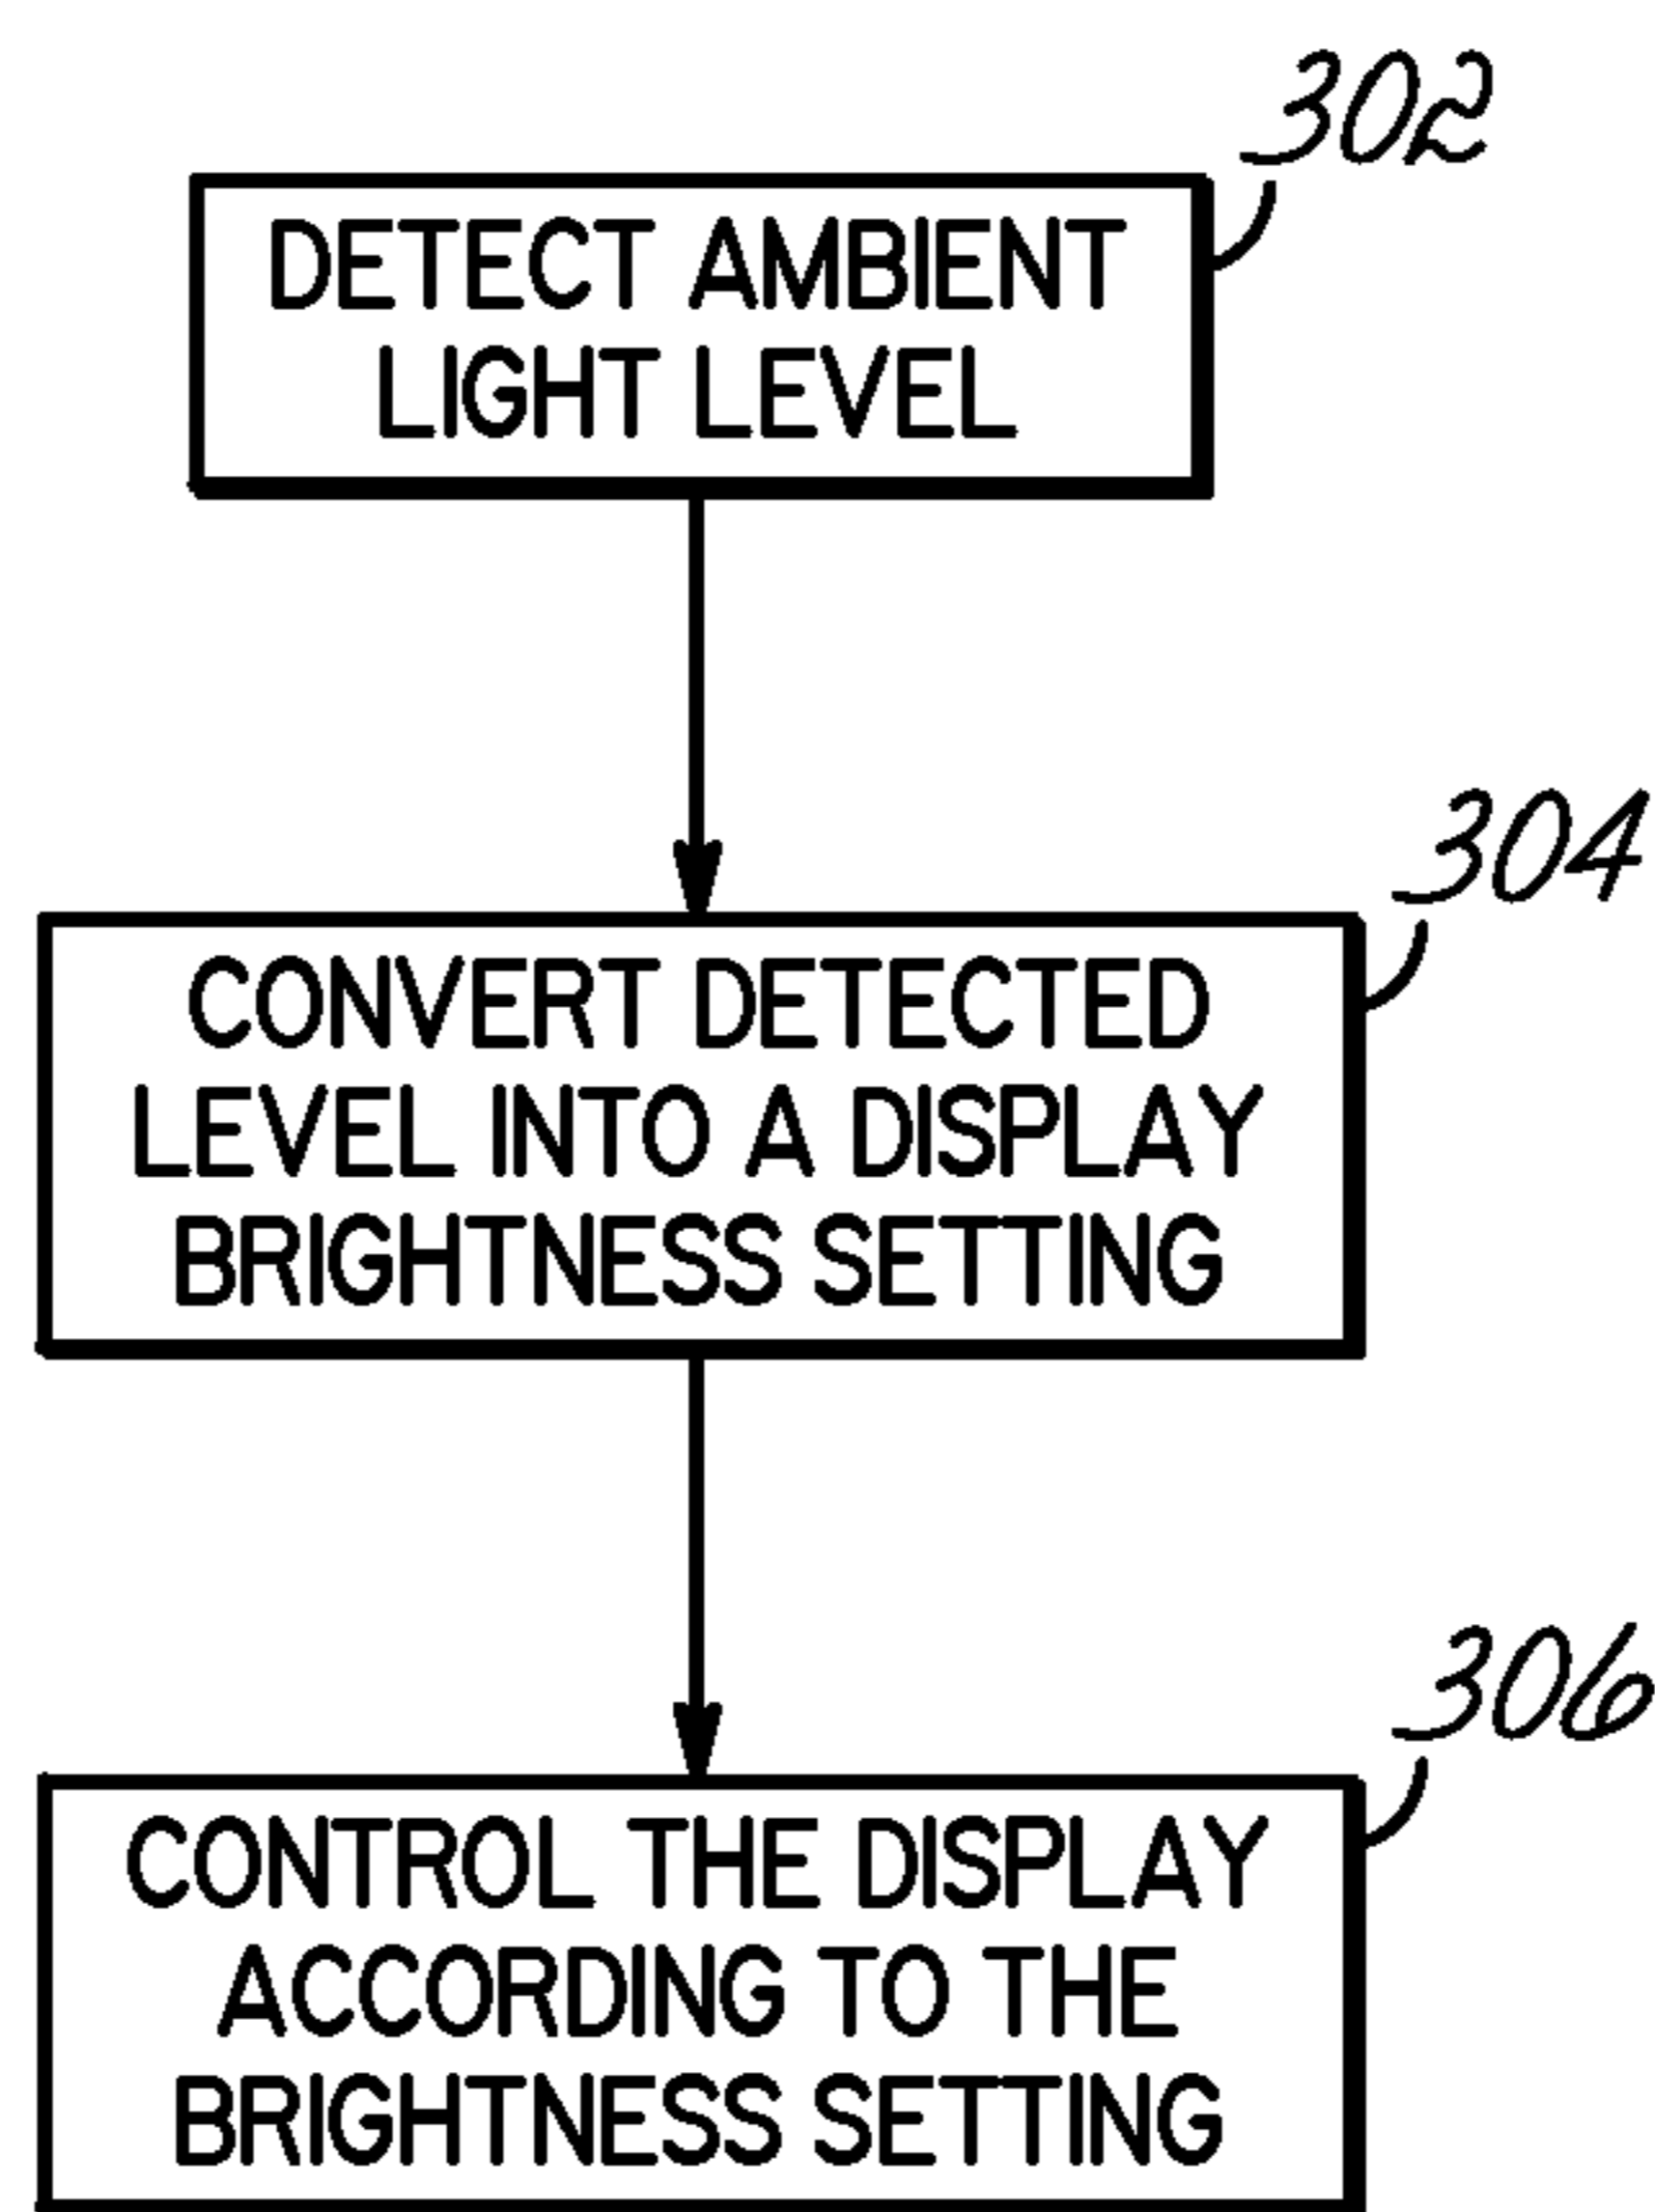 302
DETECT AMBIENT
LIGHT LEVEL
304
CONVERT DETECTED
LEVEL INTO A DISPLAY
BRIGHTNESS SETTING
306
CONTROL THE DISPLAY
ACCORDING TO THE
BRIGHTNESS SETTING